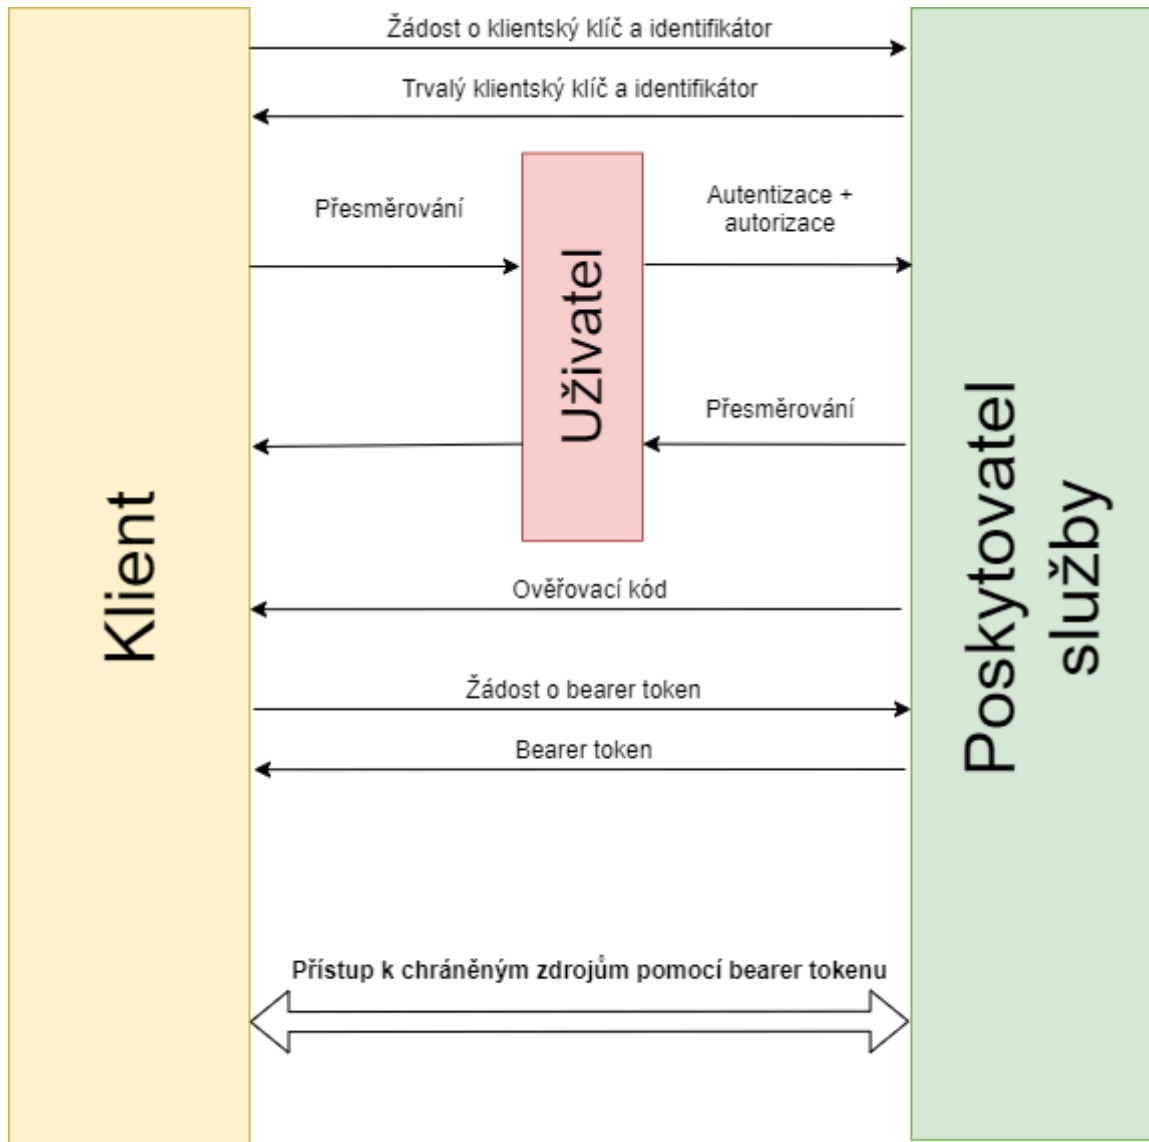 Žádost o klientský klíč a identifikátor
Trvalý klientský klíč a identifikátor
Přesměrování
Autentizace +
autorizace
Uživatel
Přesměrování
Klient
Poskytovatel
služby
Ověřovací kód
Žádost o bearer token
Bearer token
Přístup k chráněným zdrojům pomocí bearer tokenu